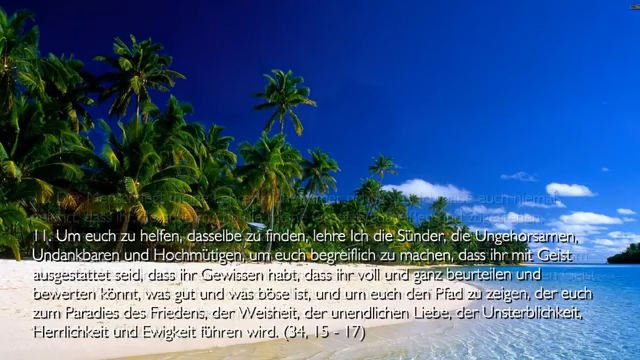 11. Um euch zu helfen, dasselbe zu finden, lehre Ich die Sünder, die Ungehorsamen,
Undankbaren und Hochmütigen, um euch begreiflich zu machen, dass ihr mit Geist
ausgestattet seid, dass ihr Gewissen habt, dass ihr voll und ganz beurteilen und
bewerten könnt, was gut und was böse ist, und um euch den Pfad zu zeigen, der euch
zum Paradies des Friedens, der Weisheit, der unendlichen Liebe, der Unsterblichkeit,
Herrlichkeit und Ewigkeit führen wird. (34, 15 - 17)